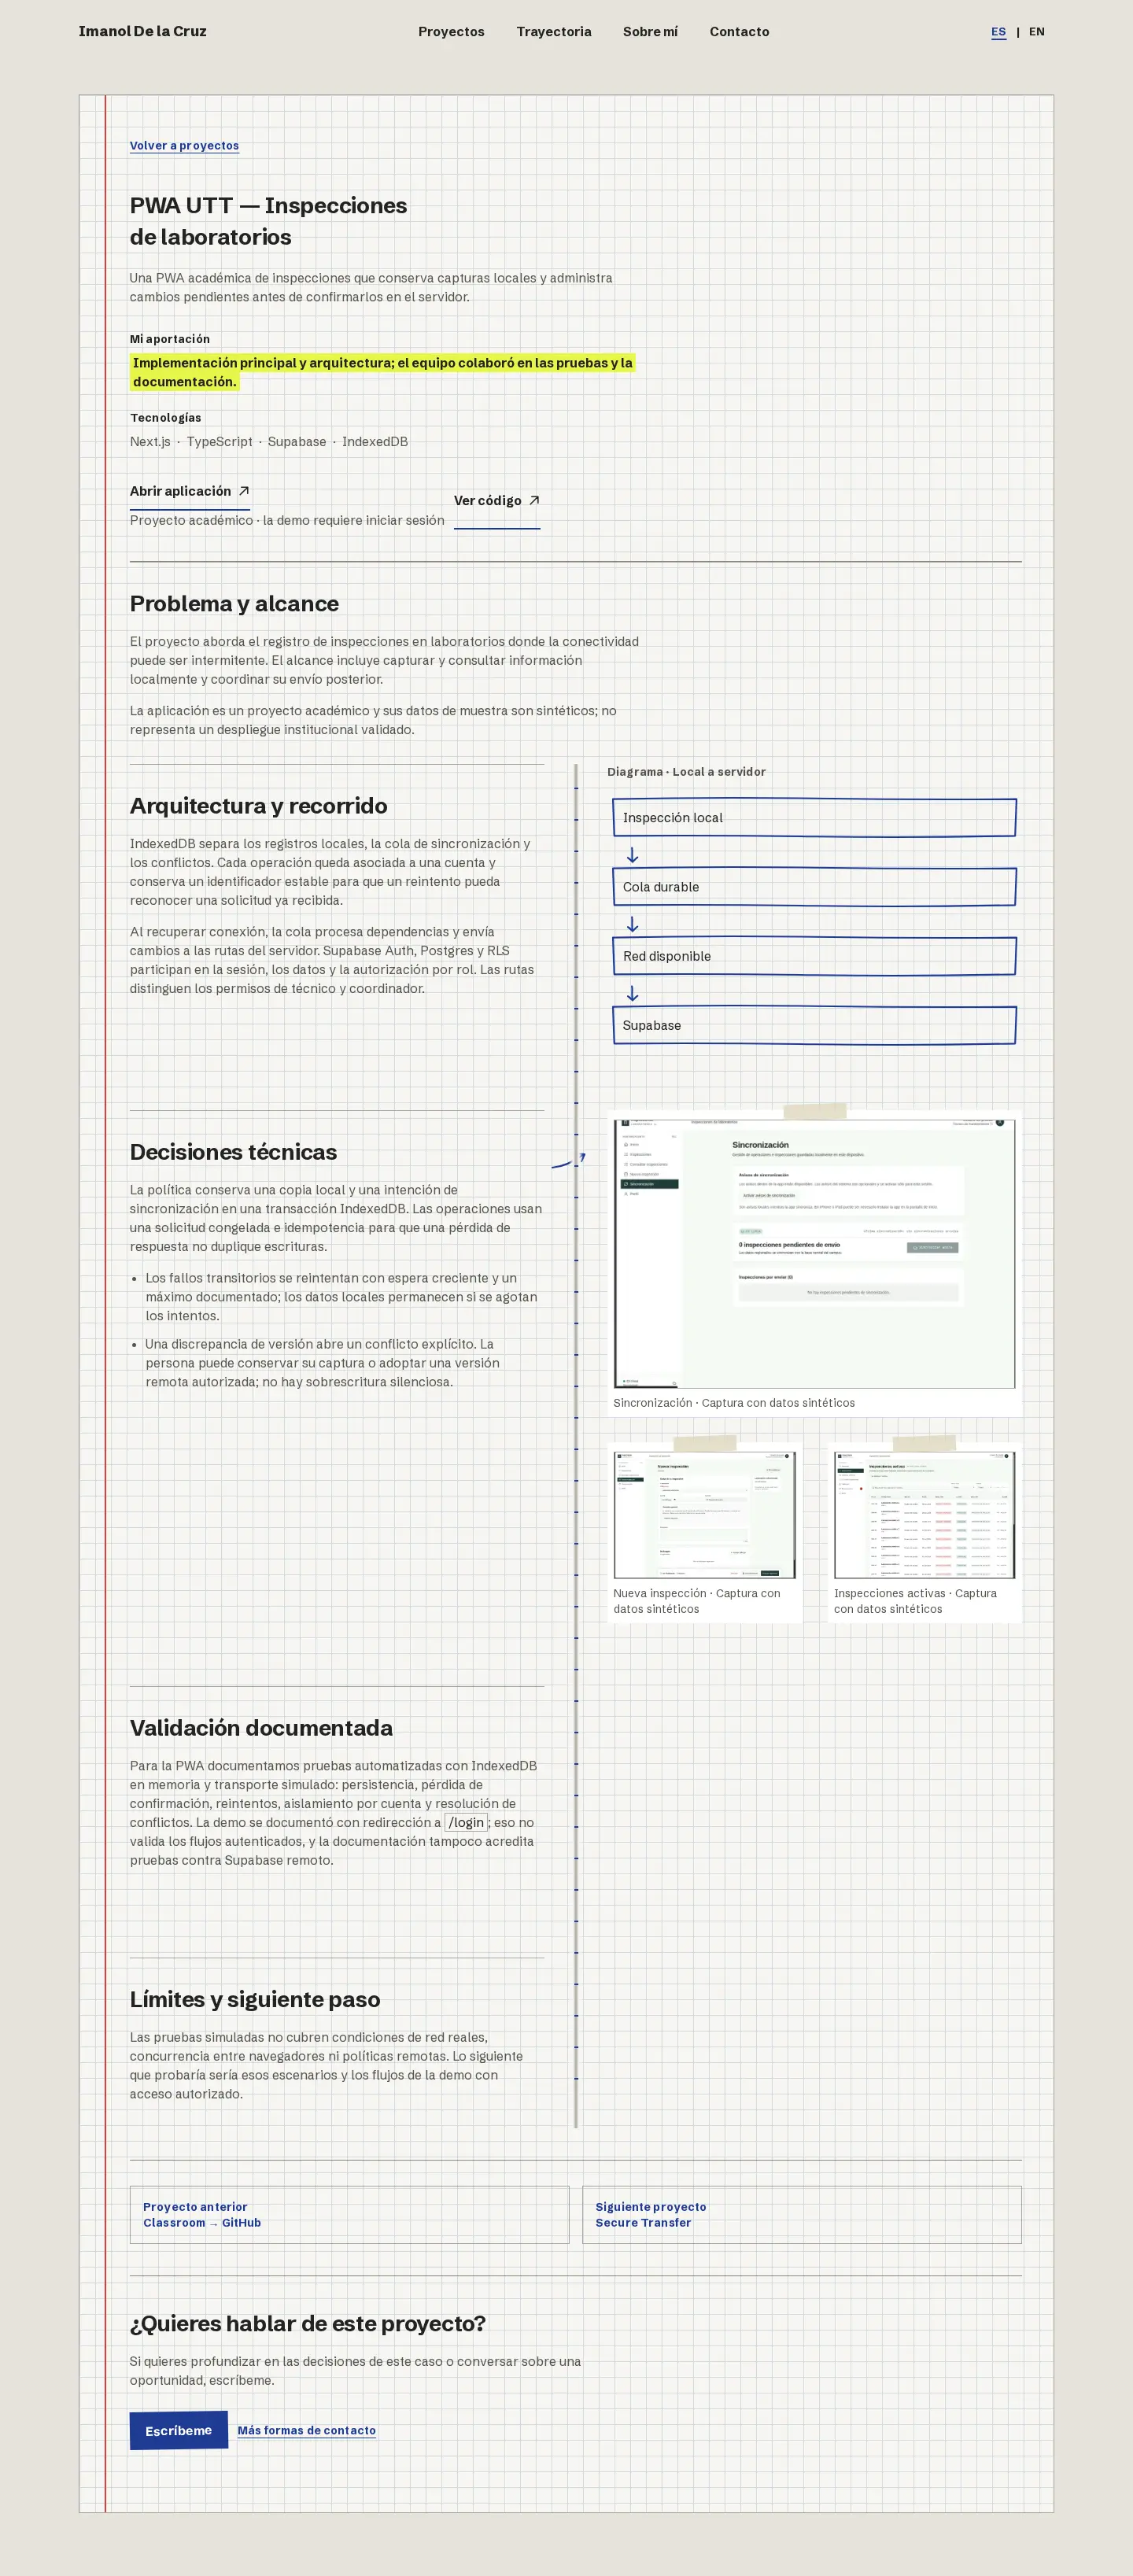 Imanol De la Cruz
Proyectos
Trayectoria
Sobre mí
Contacto
ES | EN
Volver a proyectos
PWA UTT — Inspecciones
de laboratorios
Una PWA académica de inspecciones que conserva capturas locales y administra
cambios pendientes antes de confirmarlos en el servidor.
Mi aportación
Implementación principal y arquitectura; el equipo colaboró en las pruebas y la
documentación.
Tecnologías
Next.js · TypeScript · Supabase · IndexedDB
Abrir aplicación ↗
Proyecto académico · la demo requiere iniciar sesión
Ver código ↗
Problema y alcance
El proyecto aborda el registro de inspecciones en laboratorios donde la conectividad
puede ser intermitente. El alcance incluye capturar y consultar información
localmente y coordinar su envío posterior.
La aplicación es un proyecto académico y sus datos de muestra son sintéticos; no
representa un despliegue institucional validado.
Arquitectura y recorrido
IndexedDB separa los registros locales, la cola de sincronización y
los conflictos. Cada operación queda asociada a una cuenta y
conserva un identificador estable para que un reintento pueda
reconocer una solicitud ya recibida.
Al recuperar conexión, la cola procesa dependencias y envía
cambios a las rutas del servidor. Supabase Auth, Postgres y RLS
participan en la sesión, los datos y la autorización por rol. Las rutas
distinguen los permisos de técnico y coordinador.
Diagrama · Local a servidor
Inspección local
↓
Cola durable
↓
Red disponible
↓
Supabase
Decisiones técnicas
La política conserva una copia local y una intención de
sincronización en una transacción IndexedDB. Las operaciones usan
una solicitud congelada e idempotencia para que una pérdida de
respuesta no duplique escrituras.
• Los fallos transitorios se reintentan con espera creciente y un
máximo documentado; los datos locales permanecen si se agotan
los intentos.
• Una discrepancia de versión abre un conflicto explícito. La
persona puede conservar su captura o adoptar una versión
remota autorizada; no hay sobrescritura silenciosa.
Sincronización
0 inspecciones pendientes de envío
Inspecciones por enviar (0)
Sincronización · Captura con datos sintéticos
Nueva inspección · Captura con
datos sintéticos
Inspecciones activas · Captura
con datos sintéticos
Validación documentada
Para la PWA documentamos pruebas automatizadas con IndexedDB
en memoria y transporte simulado: persistencia, pérdida de
confirmación, reintentos, aislamiento por cuenta y resolución de
conflictos. La demo se documentó con redirección a /login; eso no
valida los flujos autenticados, y la documentación tampoco acredita
pruebas contra Supabase remoto.
Límites y siguiente paso
Las pruebas simuladas no cubren condiciones de red reales,
concurrencia entre navegadores ni políticas remotas. Lo siguiente
que probaría sería esos escenarios y los flujos de la demo con
acceso autorizado.
Proyecto anterior
Classroom → GitHub
Siguiente proyecto
Secure Transfer
¿Quieres hablar de este proyecto?
Si quieres profundizar en las decisiones de este caso o conversar sobre una
oportunidad, escríbeme.
Escríbeme
Más formas de contacto